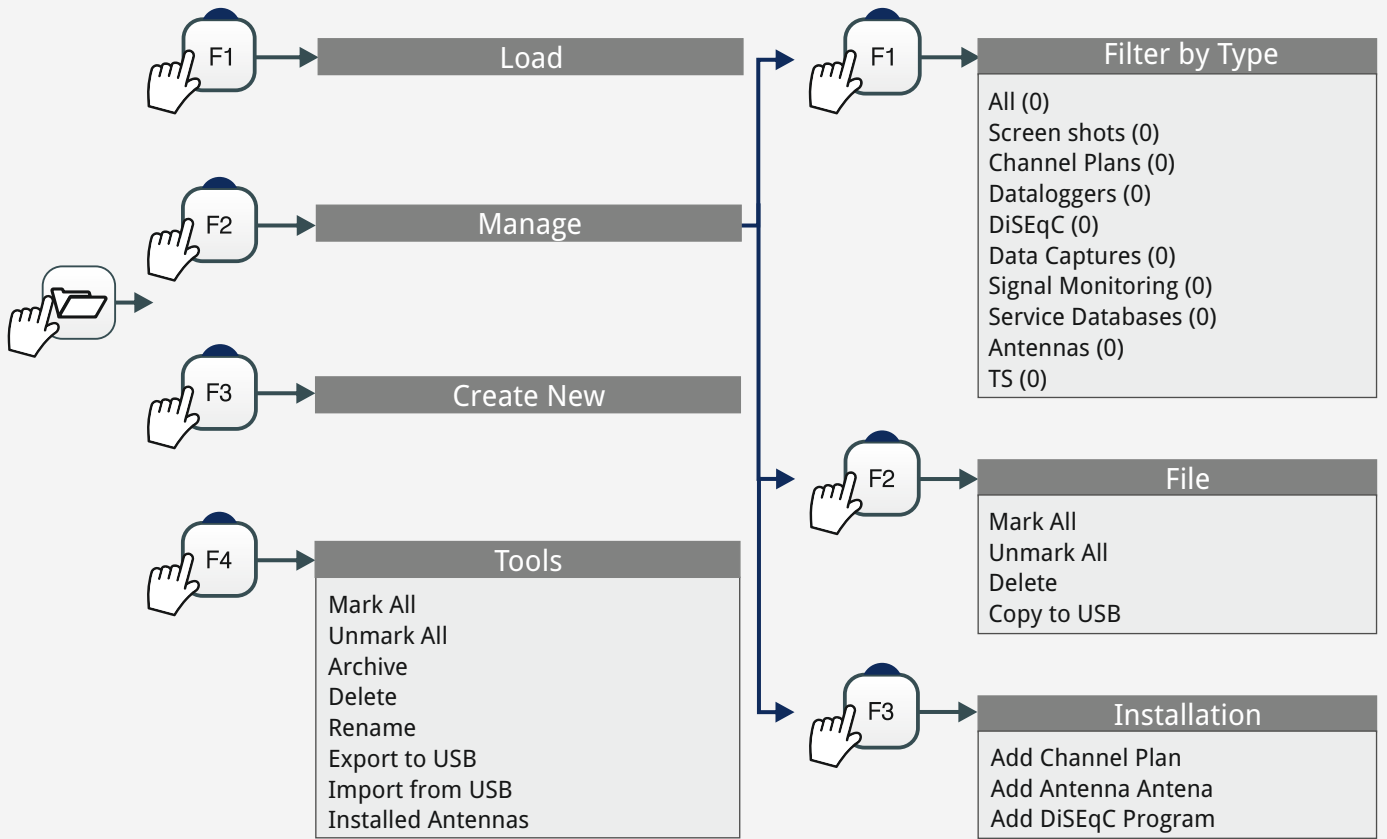 F1
Load
F2
Manage
F3
Create New
F4
Tools
Mark All
Unmark All
Archive
Delete
Rename
Export to USB
Import from USB
Installed Antennas
F1
Filter by Type
All (0)
Screen shots (0)
Channel Plans (0)
Dataloggers (0)
DiSEqC (0)
Data Captures (0)
Signal Monitoring (0)
Service Databases (0)
Antennas (0)
TS (0)
F2
File
Mark All
Unmark All
Delete
Copy to USB
F3
Installation
Add Channel Plan
Add Antenna Antena
Add DiSEqC Program